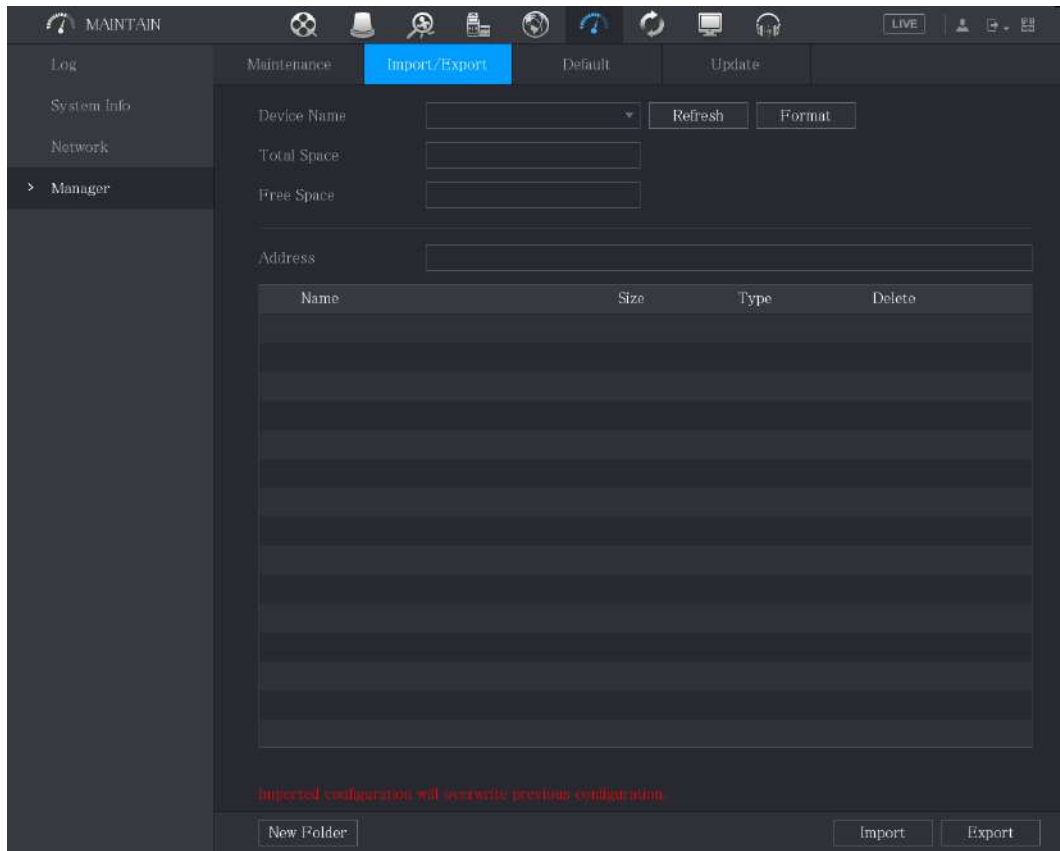 MAINTAIN
LIVE
Log
System Info
Network
Manager
Maintenance Import/Export Default Update
Device Name Refresh Format
Total Space
Free Space
Address
Name Size Type Delete
Imported configuration will overwrite previous configuration.
New Folder Import Export